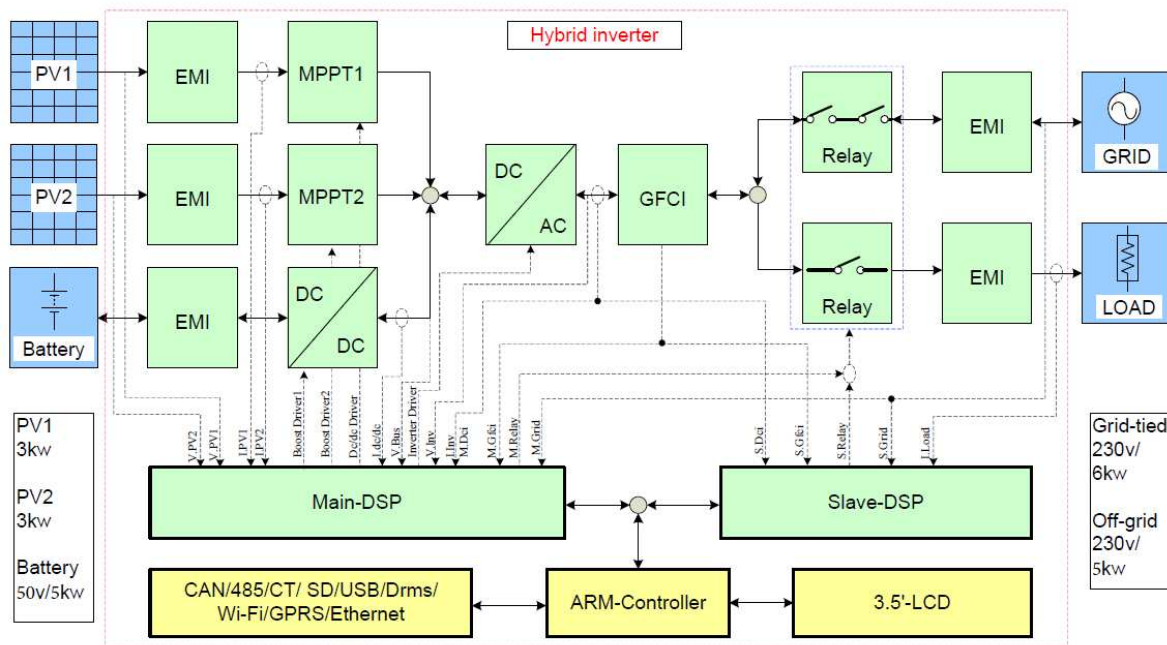 Hybrid inverter
PV1
EMI
MPPT1
PV2
EMI
MPPT2
Battery
EMI
DC
DC
DC
AC
GFCI
Relay
EMI
GRID
Relay
EMI
LOAD
V.PV2
V.PV1
I.PV1
I.PV2
Boost Driver1
Boost Driver2
Dc/dc Driver
I.dc/dc
V.Bus
Inverter Driver
V.Inv
I.Inv
M.Dci
M.Gfci
M.Relay
M.Grid
S.Dci
S.Gfci
S.Relay
S.Grid
I.Load
PV1
3kw
PV2
3kw
Battery
50v/5kw
Main-DSP
Slave-DSP
Grid-tied
230v/
6kw
Off-grid
230v/
5kw
CAN/485/CT/ SD/USB/Drms/
Wi-Fi/GPRS/Ethernet
ARM-Controller
3.5'-LCD